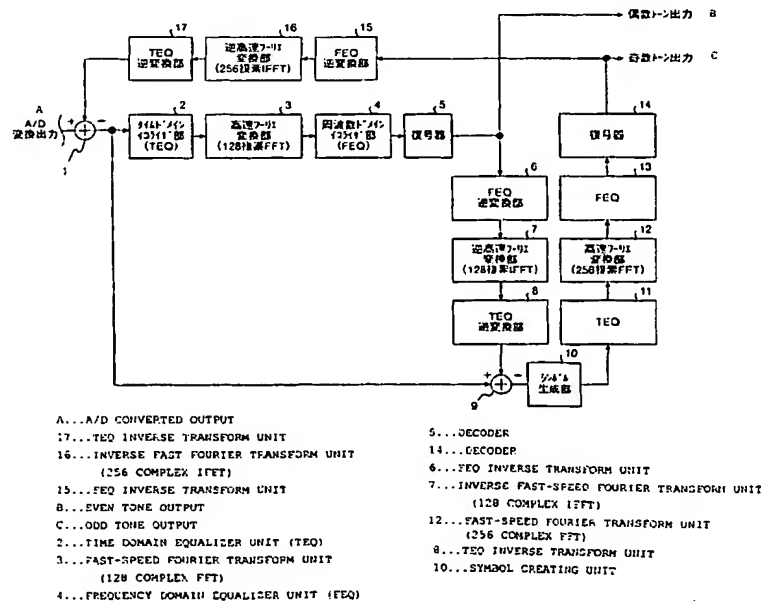 17
16
15
偶数トーン出力 B
TEQ
逆変換部
逆高速フーリエ
変換部
(256複素IFFT)
FEQ
逆変換部
奇数トーン出力 C
A
A/D
変換出力
+
-
1
2
タイムドメイン
イコライザ部
(TEQ)
3
高速フーリエ
変換部
(128複素FFT)
4
周波数ドメイン
イコライザ部
(FEQ)
5
復号器
14
復号器
6
FEQ
逆変換部
13
FEQ
7
逆高速フーリエ
変換部
(128複素IFFT)
12
高速フーリエ
変換部
(256複素FFT)
8
TEQ
逆変換部
11
TEQ
+
-
9
10
シンボル
生成部
A...A/D CONVERTED OUTPUT
17...TEQ INVERSE TRANSFORM UNIT
16...INVERSE FAST FOURIER TRANSFORM UNIT
(256 COMPLEX IFFT)
15...FEQ INVERSE TRANSFORM UNIT
B...EVEN TONE OUTPUT
C...ODD TONE OUTPUT
2...TIME DOMAIN EQUALIZER UNIT (TEQ)
3...FAST-SPEED FOURIER TRANSFORM UNIT
(128 COMPLEX FFT)
4...FREQUENCY DOMAIN EQUALIZER UNIT (FEQ)
5...DECODER
14...DECODER
6...FEQ INVERSE TRANSFORM UNIT
7...INVERSE FAST-SPEED FOURIER TRANSFORM UNIT
(128 COMPLEX IFFT)
12...FAST-SPEED FOURIER TRANSFORM UNIT
(256 COMPLEX FFT)
8...TEQ INVERSE TRANSFORM UNIT
10...SYMBOL CREATING UNIT